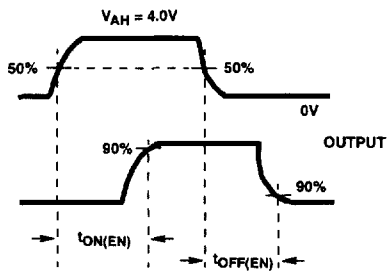 V_AH = 4.0V
50%
50%
0V
OUTPUT
90%
90%
t_ON(EN)
t_OFF(EN)